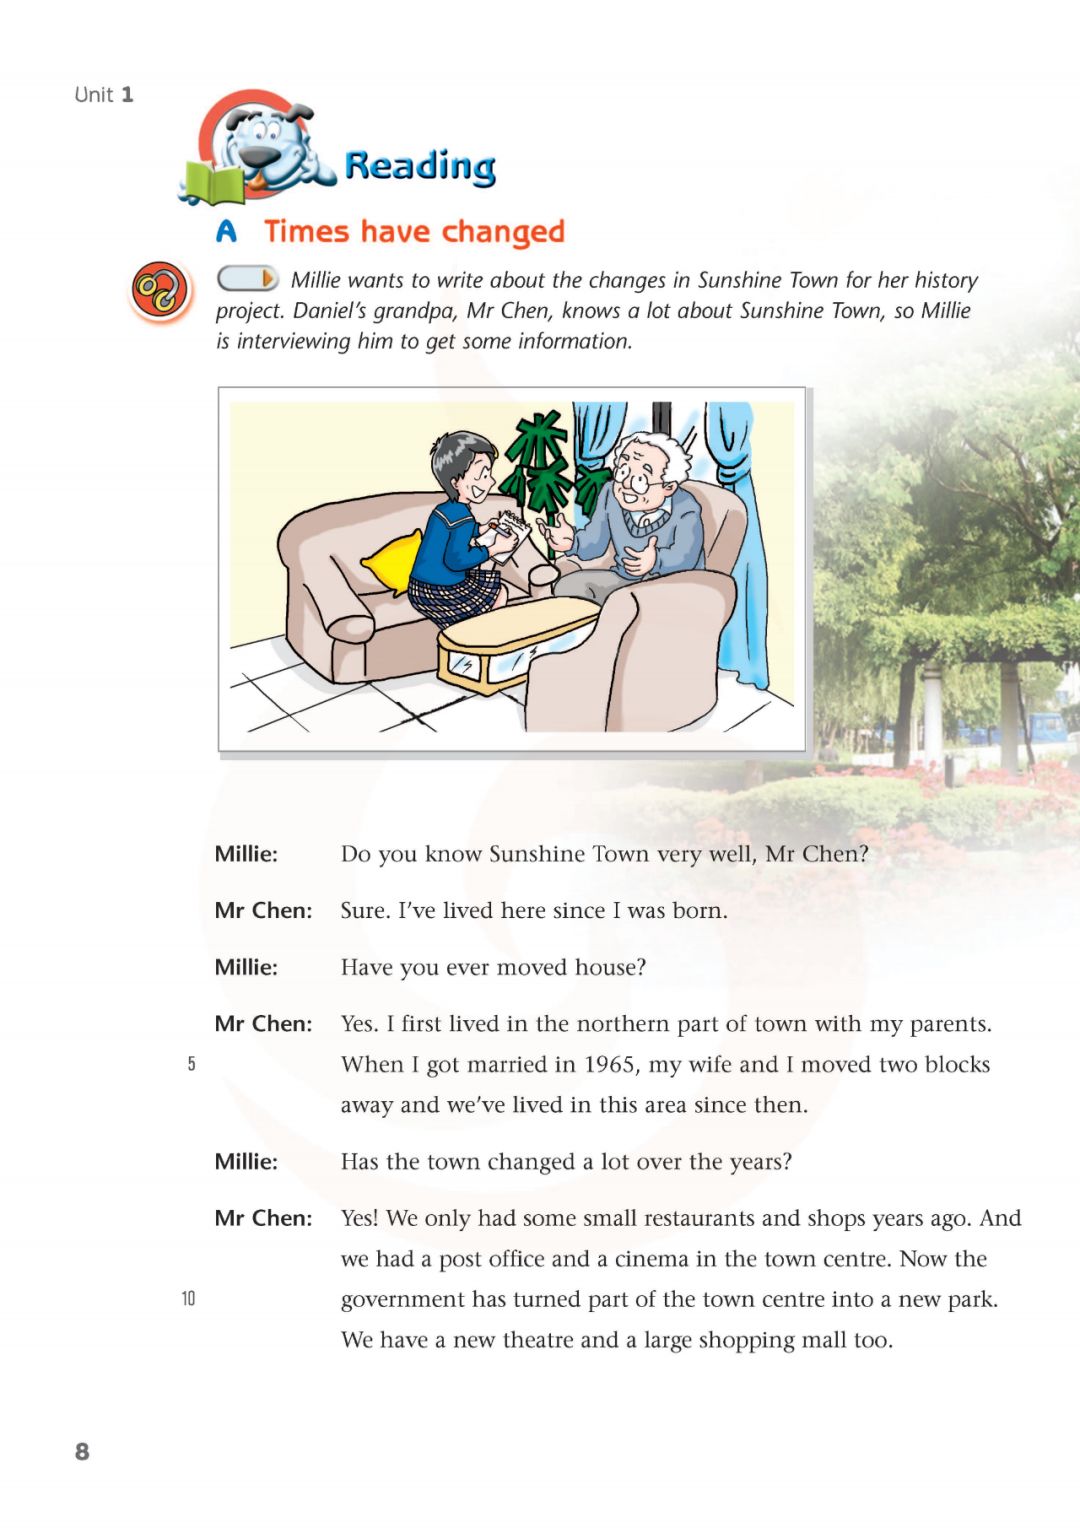 Unit 1
Reading
A Times have changed
Millie wants to write about the changes in Sunshine Town for her history
project. Daniel's grandpa, Mr Chen, knows a lot about Sunshine Town, so Millie
is interviewing him to get some information.
Millie: Do you know Sunshine Town very well, Mr Chen?
Mr Chen: Sure. I've lived here since I was born.
Millie: Have you ever moved house?
Mr Chen: Yes. I first lived in the northern part of town with my parents.
5 When I got married in 1965, my wife and I moved two blocks
away and we've lived in this area since then.
Millie: Has the town changed a lot over the years?
Mr Chen: Yes! We only had some small restaurants and shops years ago. And
we had a post office and a cinema in the town centre. Now the
10 government has turned part of the town centre into a new park.
We have a new theatre and a large shopping mall too.
8